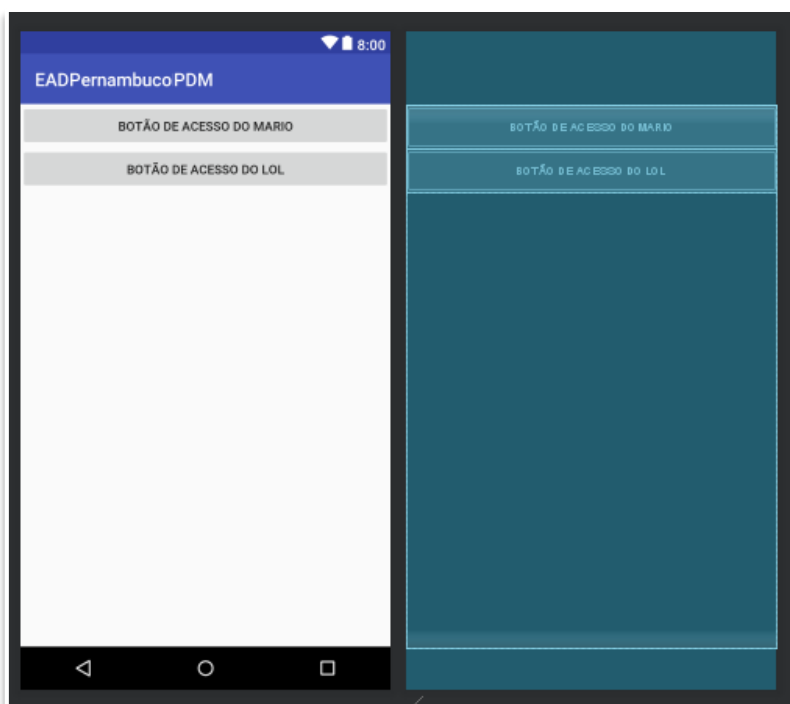 8:00
EADPernambucoPDM
BOTÃO DE ACESSO DO MARIO
BOTÃO DE ACESSO DO LOL
BOTÃO DE ACESSO DO MARIO
BOTÃO DE ACESSO DO LOL